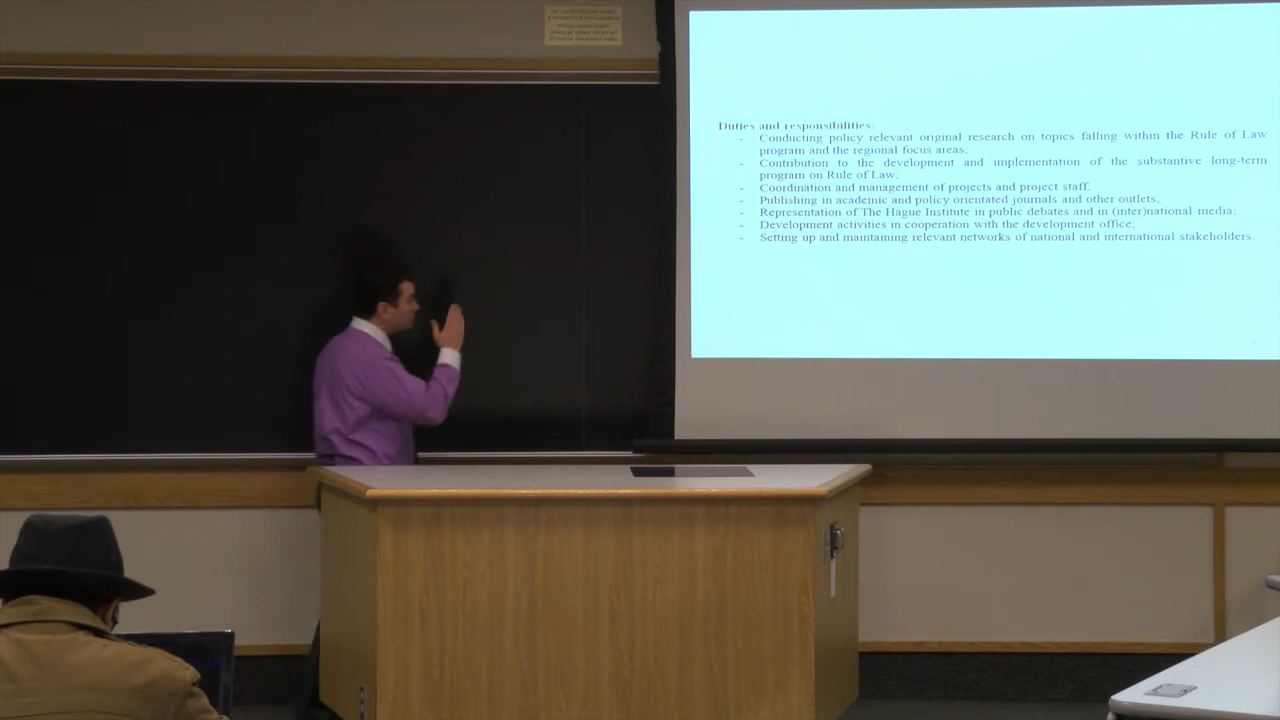 Duties and responsibilities:
- Conducting policy relevant original research on topics falling within the Rule of Law
program and the regional focus areas;
- Contribution to the development and implementation of the substantive long-term
program on Rule of Law;
- Coordination and management of projects and project staff;
- Publishing in academic and policy orientated journals and other outlets;
- Representation of The Hague Institute in public debates and in (inter)national media;
- Development activities in cooperation with the development office;
- Setting up and maintaining relevant networks of national and international stakeholders.